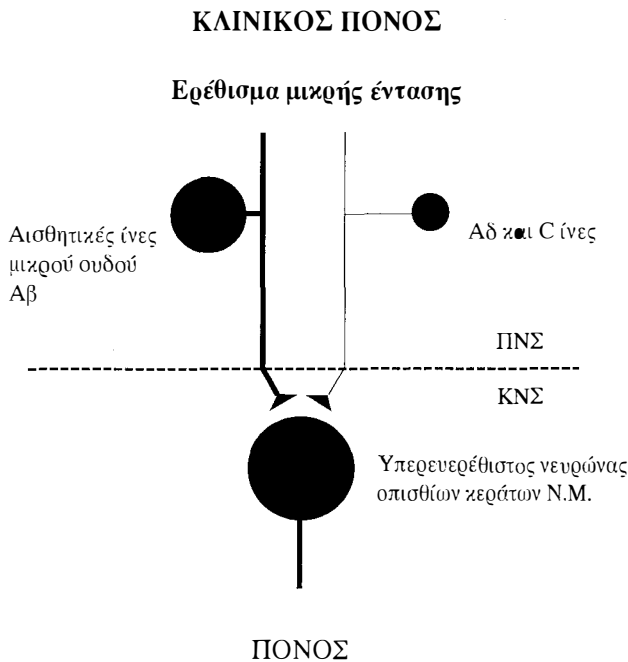 ΚΛΙΝΙΚΟΣ ΠΟΝΟΣ
Ερέθισμα μικρής έντασης
Αισθητικές ίνες
μικρού ουδού
Αβ
Αδ και C ίνες
ΠΝΣ
ΚΝΣ
Υπερευερέθιστος νευρώνας
οπισθίων κεράτων Ν.Μ.
ΠΟΝΟΣ